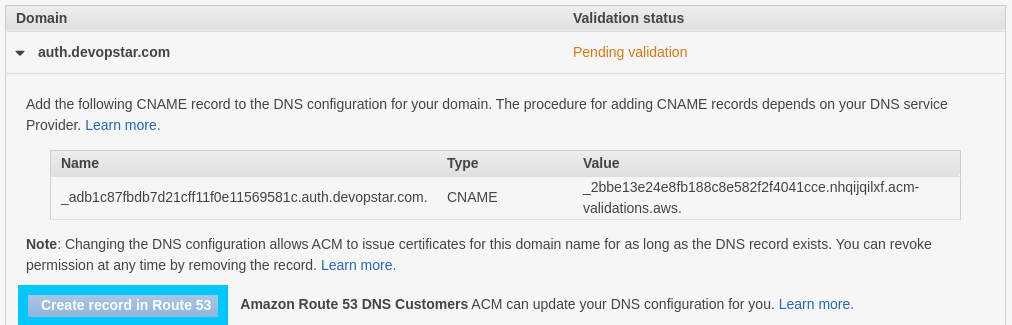 Domain Validation status
auth.devopstar.com Pending validation
Add the following CNAME record to the DNS configuration for your domain. The procedure for adding CNAME records depends on your DNS service
Provider. Learn more.
Name Type Value
_adb1c87fbdb7d21cff11f0e11569581c.auth.devopstar.com. CNAME _2bbe13e24e8fb188c8e582f2f4041cce.nhqijqilxf.acm-
validations.aws.
Note: Changing the DNS configuration allows ACM to issue certificates for this domain name for as long as the DNS record exists. You can revoke
permission at any time by removing the record. Learn more.
Create record in Route 53 Amazon Route 53 DNS Customers ACM can update your DNS configuration for you. Learn more.